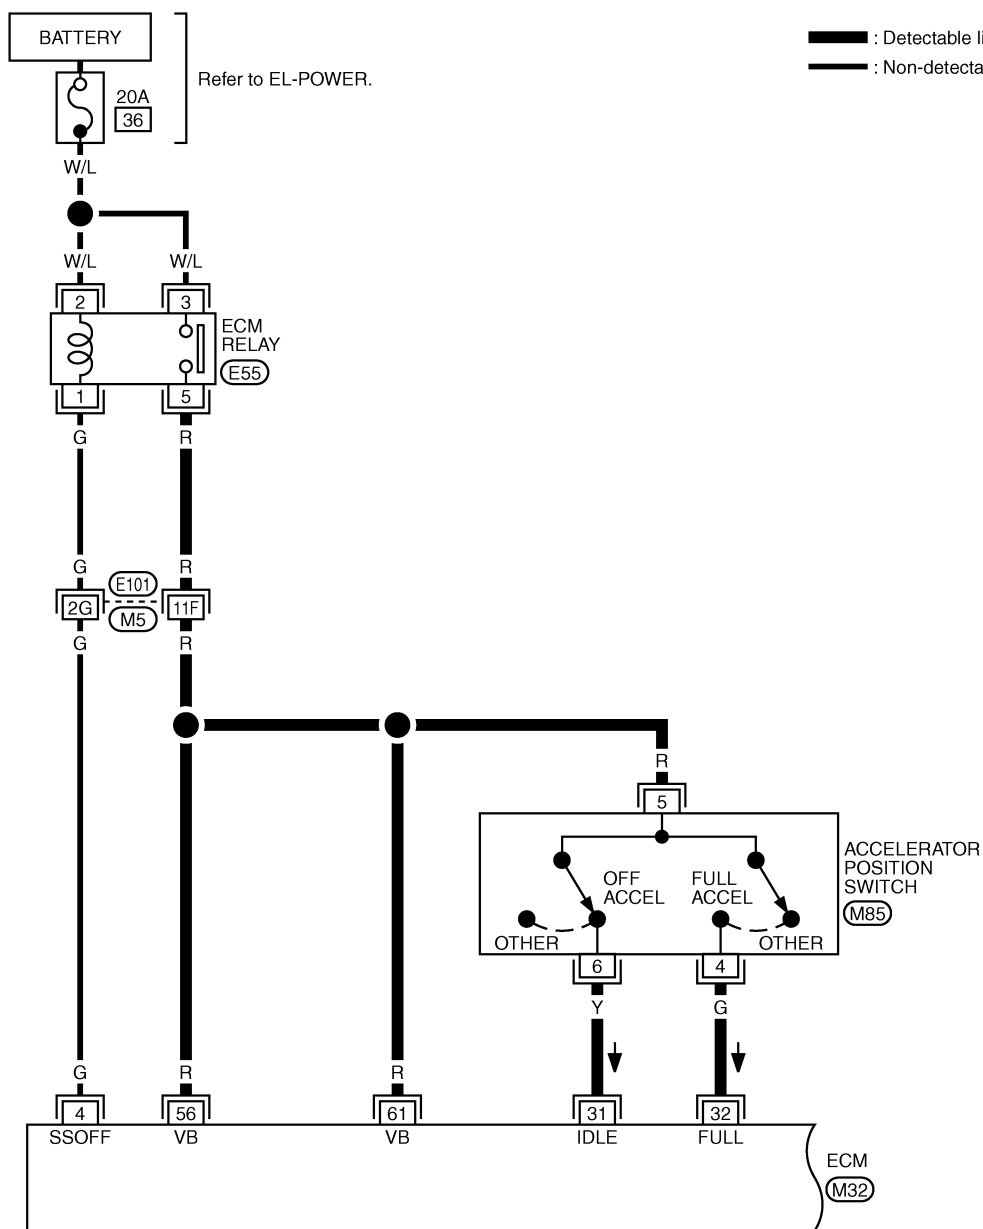 BATTERY
: Detectable li
: Non-detecta
Refer to EL-POWER.
20A
36
W/L
W/L
W/L
2
3
ECM
RELAY
E55
1
5
G
R
G
R
E101
2G
11F
M5
G
R
R
5
ACCELERATOR
POSITION
SWITCH
M85
OFF
ACCEL
FULL
ACCEL
OTHER
OTHER
6
4
Y
G
G
R
R
4
56
61
31
32
SSOFF
VB
VB
IDLE
FULL
ECM
M32